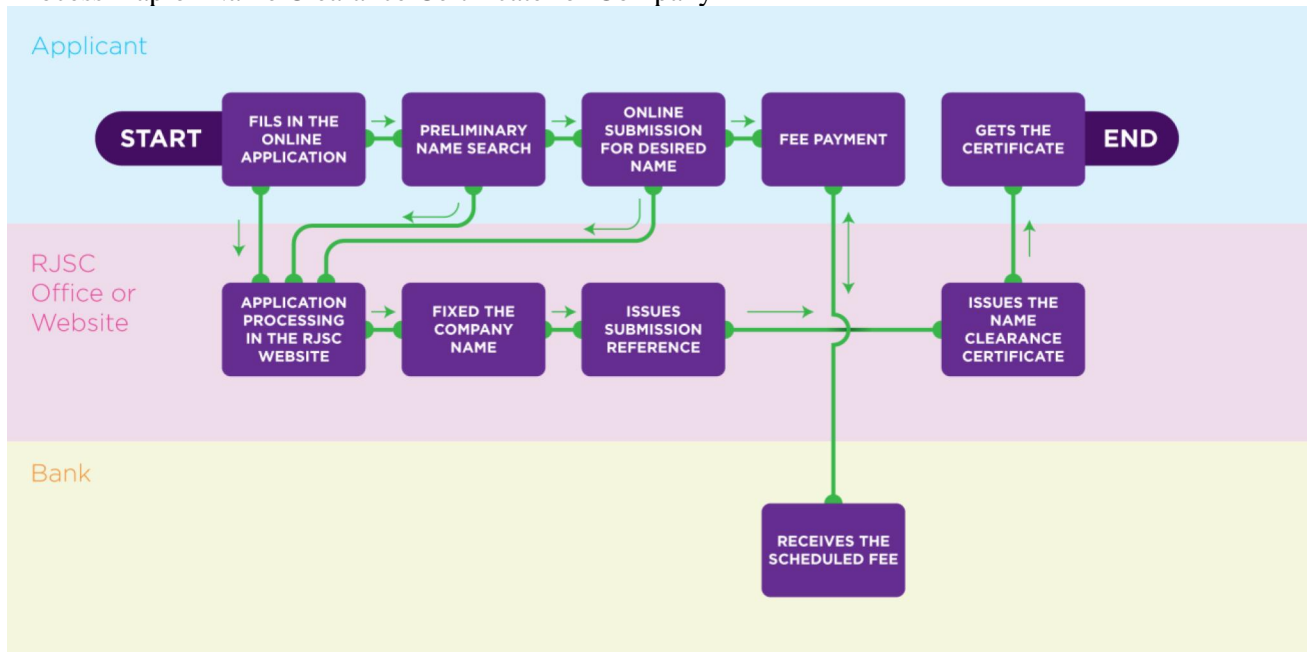 Applicant
START
FILS IN THE
ONLINE
APPLICATION
PRELIMINARY
NAME SEARCH
ONLINE
SUBMISSION
FOR DESIRED
NAME
FEE PAYMENT
GETS THE
CERTIFICATE
END
RJSC
Office or
Website
APPLICATION
PROCESSING
IN THE RJSC
WEBSITE
FIXED THE
COMPANY
NAME
ISSUES
SUBMISSION
REFERENCE
ISSUES THE
NAME
CLEARANCE
CERTIFICATE
Bank
RECEIVES THE
SCHEDULED FEE